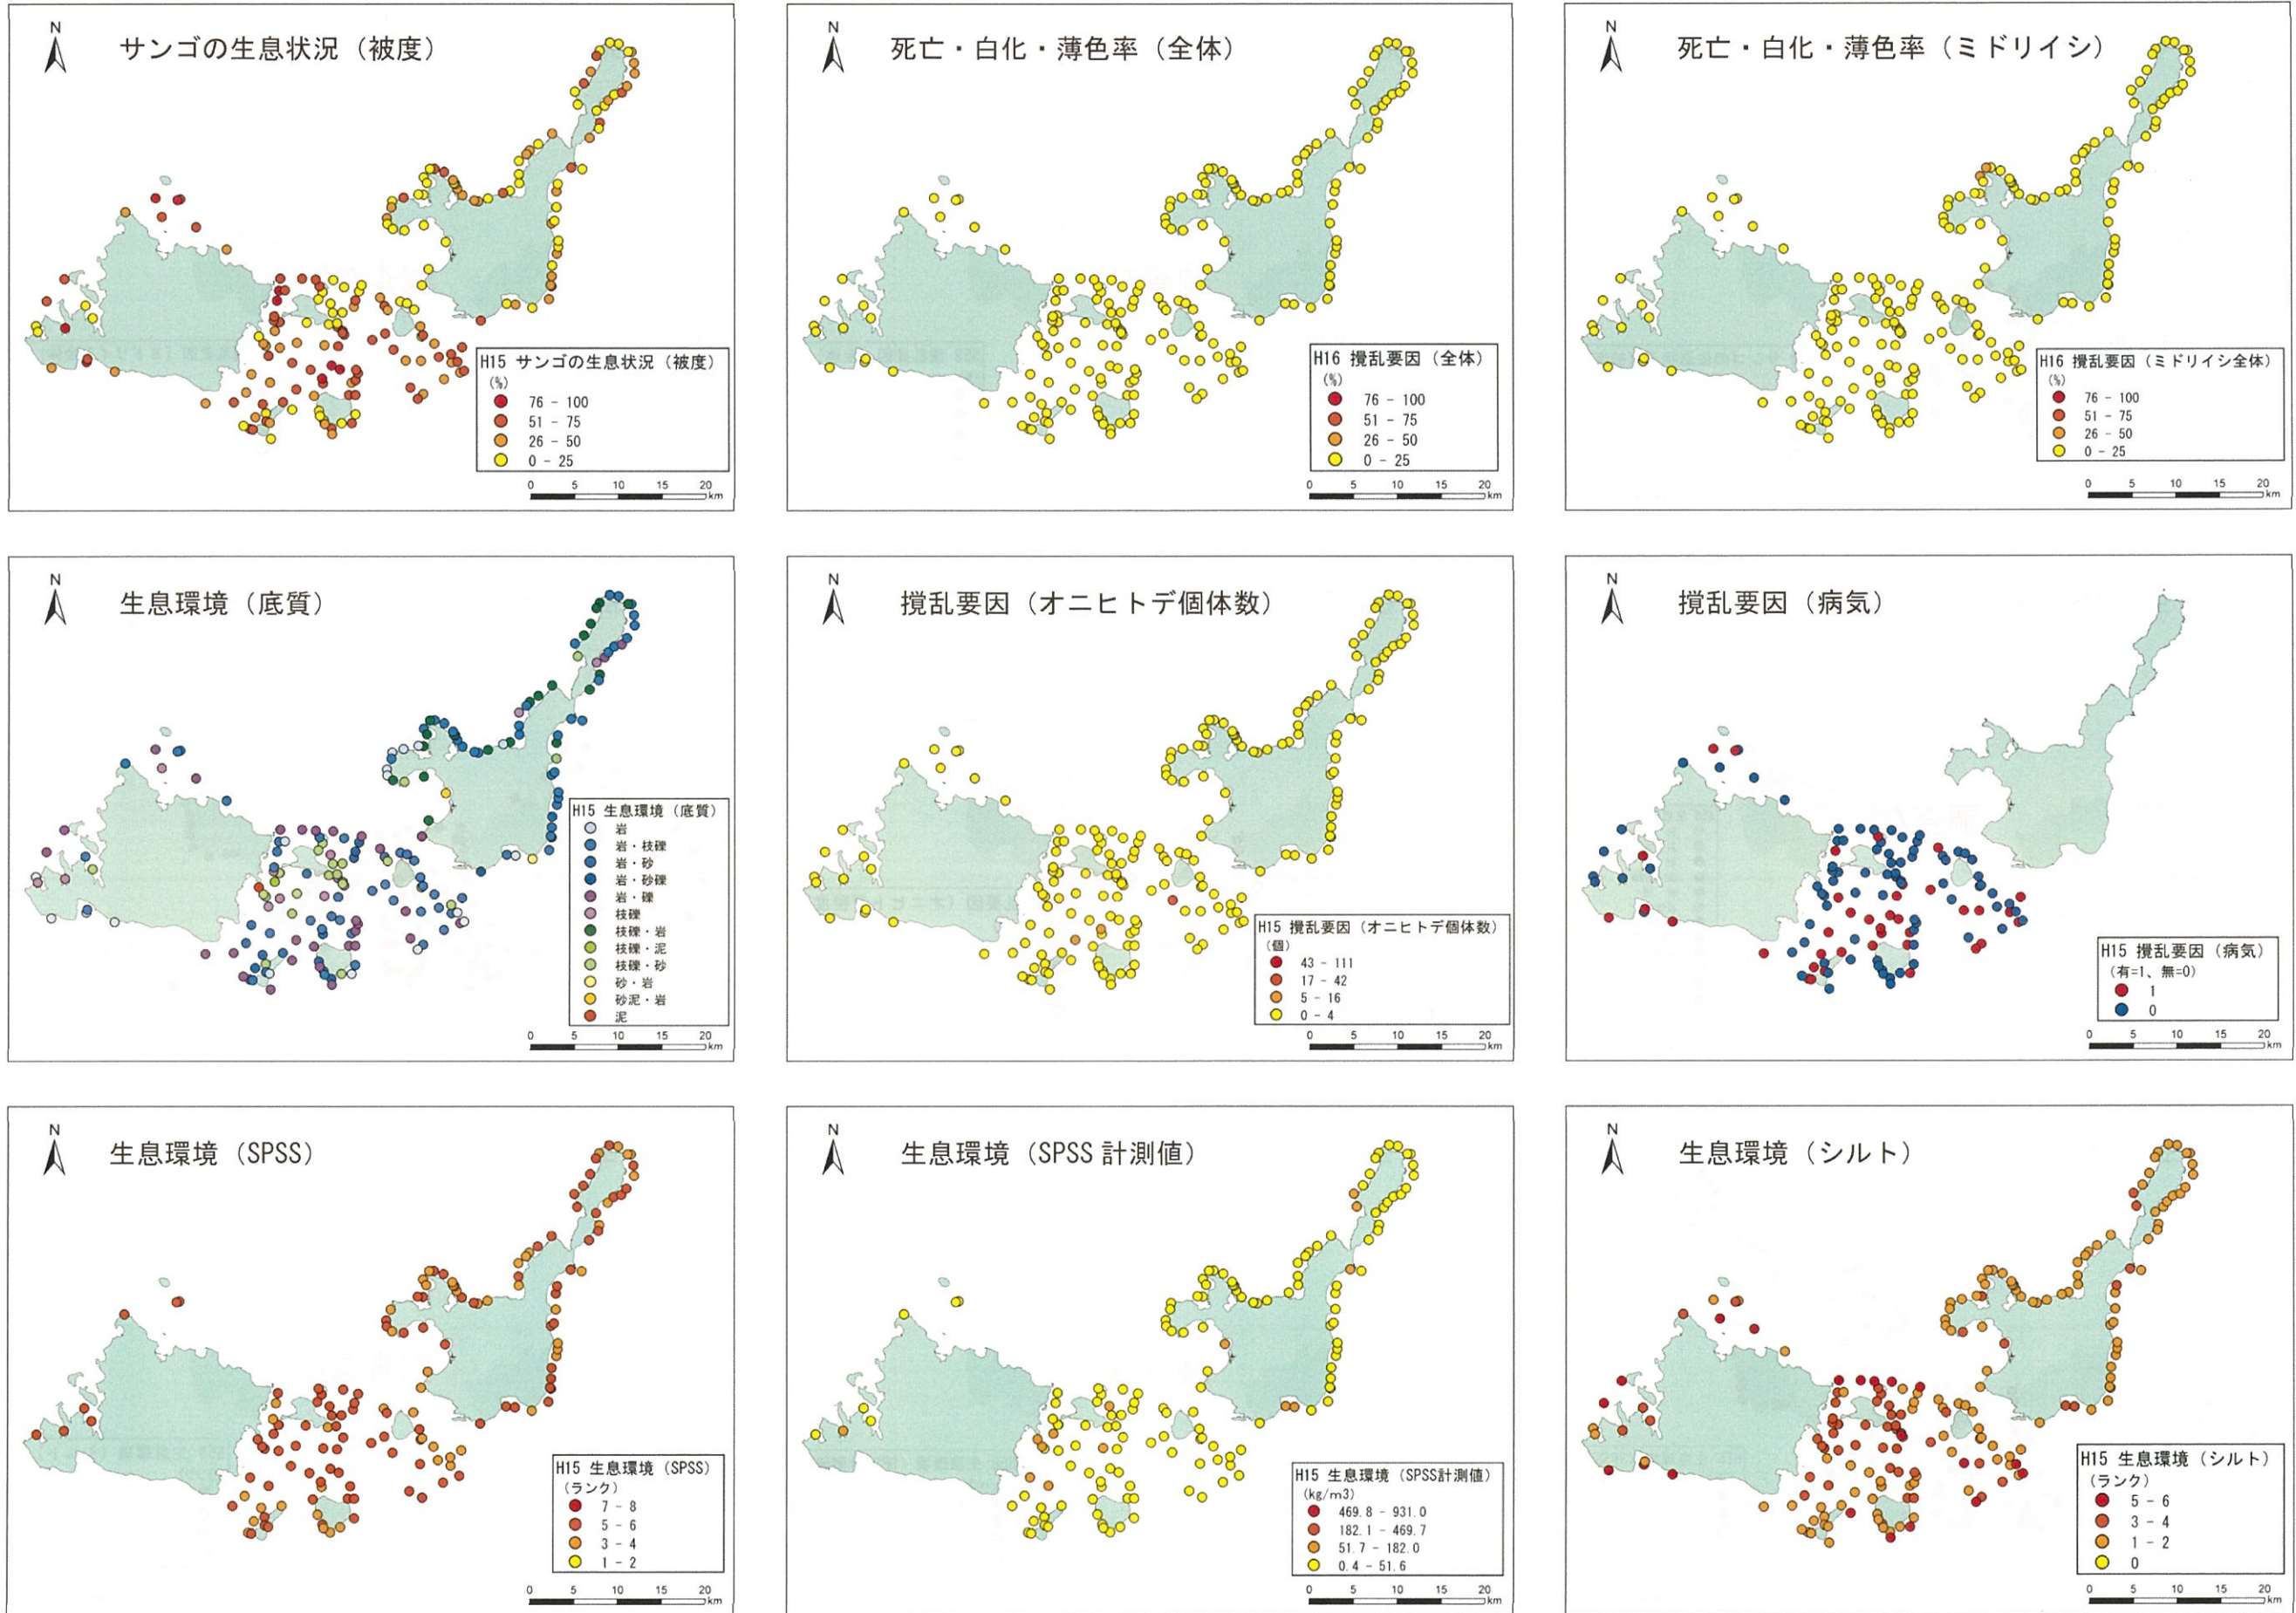 N
サンゴの生息状況（被度）
H15 サンゴの生息状況（被度）
(%)
76 - 100
51 - 75
26 - 50
0 - 25
0 5 10 15 20
km
N
死亡・白化・薄色率（全体）
H16 攪乱要因（全体）
(%)
76 - 100
51 - 75
26 - 50
0 - 25
0 5 10 15 20
km
N
死亡・白化・薄色率（ミドリイシ）
H16 攪乱要因（ミドリイシ全体）
(%)
76 - 100
51 - 75
26 - 50
0 - 25
0 5 10 15 20
km
N
生息環境（底質）
H15 生息環境（底質）
岩
岩・枝礫
岩・砂
岩・砂礫
岩・礫
枝礫
枝礫・岩
枝礫・泥
枝礫・砂
砂・岩
砂泥・岩
泥
0 5 10 15 20
km
N
攪乱要因（オニヒトデ個体数）
H15 攪乱要因（オニヒトデ個体数）
(個)
43 - 111
17 - 42
5 - 16
0 - 4
0 5 10 15 20
km
N
攪乱要因（病気）
H15 攪乱要因（病気）
(有=1、無=0)
1
0
0 5 10 15 20
km
N
生息環境（SPSS）
H15 生息環境（SPSS）
(ランク)
7 - 8
5 - 6
3 - 4
1 - 2
0 5 10 15 20
km
N
生息環境（SPSS 計測値）
H15 生息環境（SPSS計測値）
(kg/m3)
469.8 - 931.0
182.1 - 469.7
51.7 - 182.0
0.4 - 51.6
0 5 10 15 20
km
N
生息環境（シルト）
H15 生息環境（シルト）
(ランク)
5 - 6
3 - 4
1 - 2
0
0 5 10 15 20
km